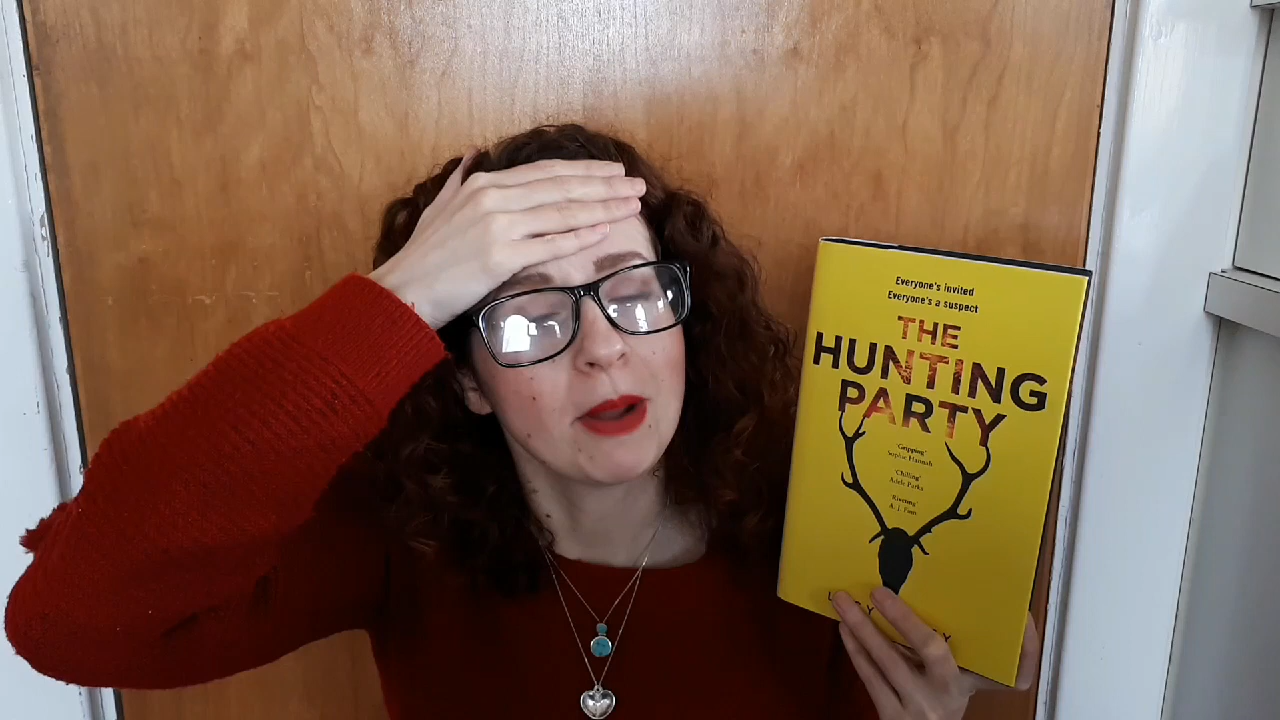 Everyone's invited
Everyone's a suspect
THE
HUNTING
PARTY
'Gripping'
Sophie Hannah
'Chilling'
Adele Parks
'Riveting'
A. J. Finn